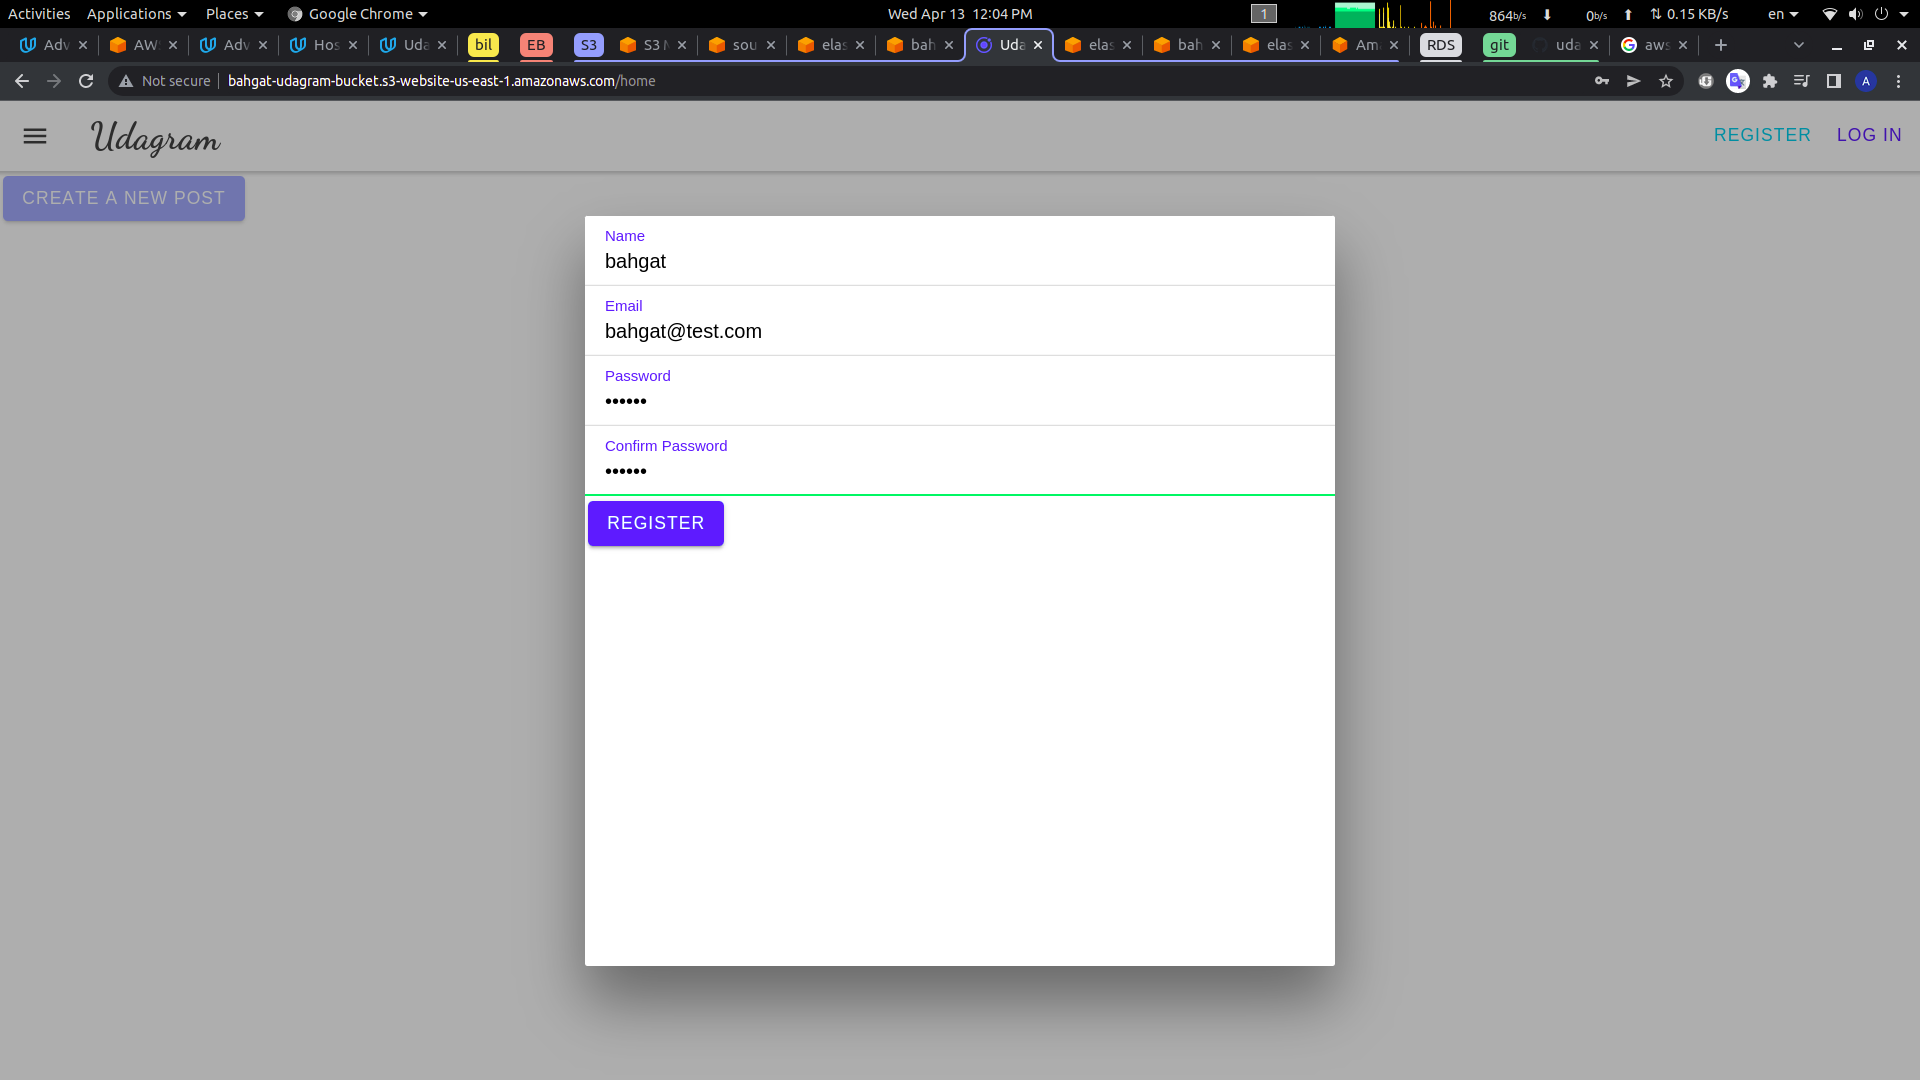 Activities Applications Places Google Chrome Wed Apr 13 12:04 PM 1 864b/s 0b/s 0.15 KB/s en
Adv AW Adv Hos Uda bil EB S3 S3 M sou elas bah Uda elas bah elas Am RDS git uda aws
Not secure bahgat-udagram-bucket.s3-website-us-east-1.amazonaws.com/home A
Udagram REGISTER LOG IN
CREATE A NEW POST
Name
bahgat
Email
bahgat@test.com
Password
••••••
Confirm Password
••••••
REGISTER